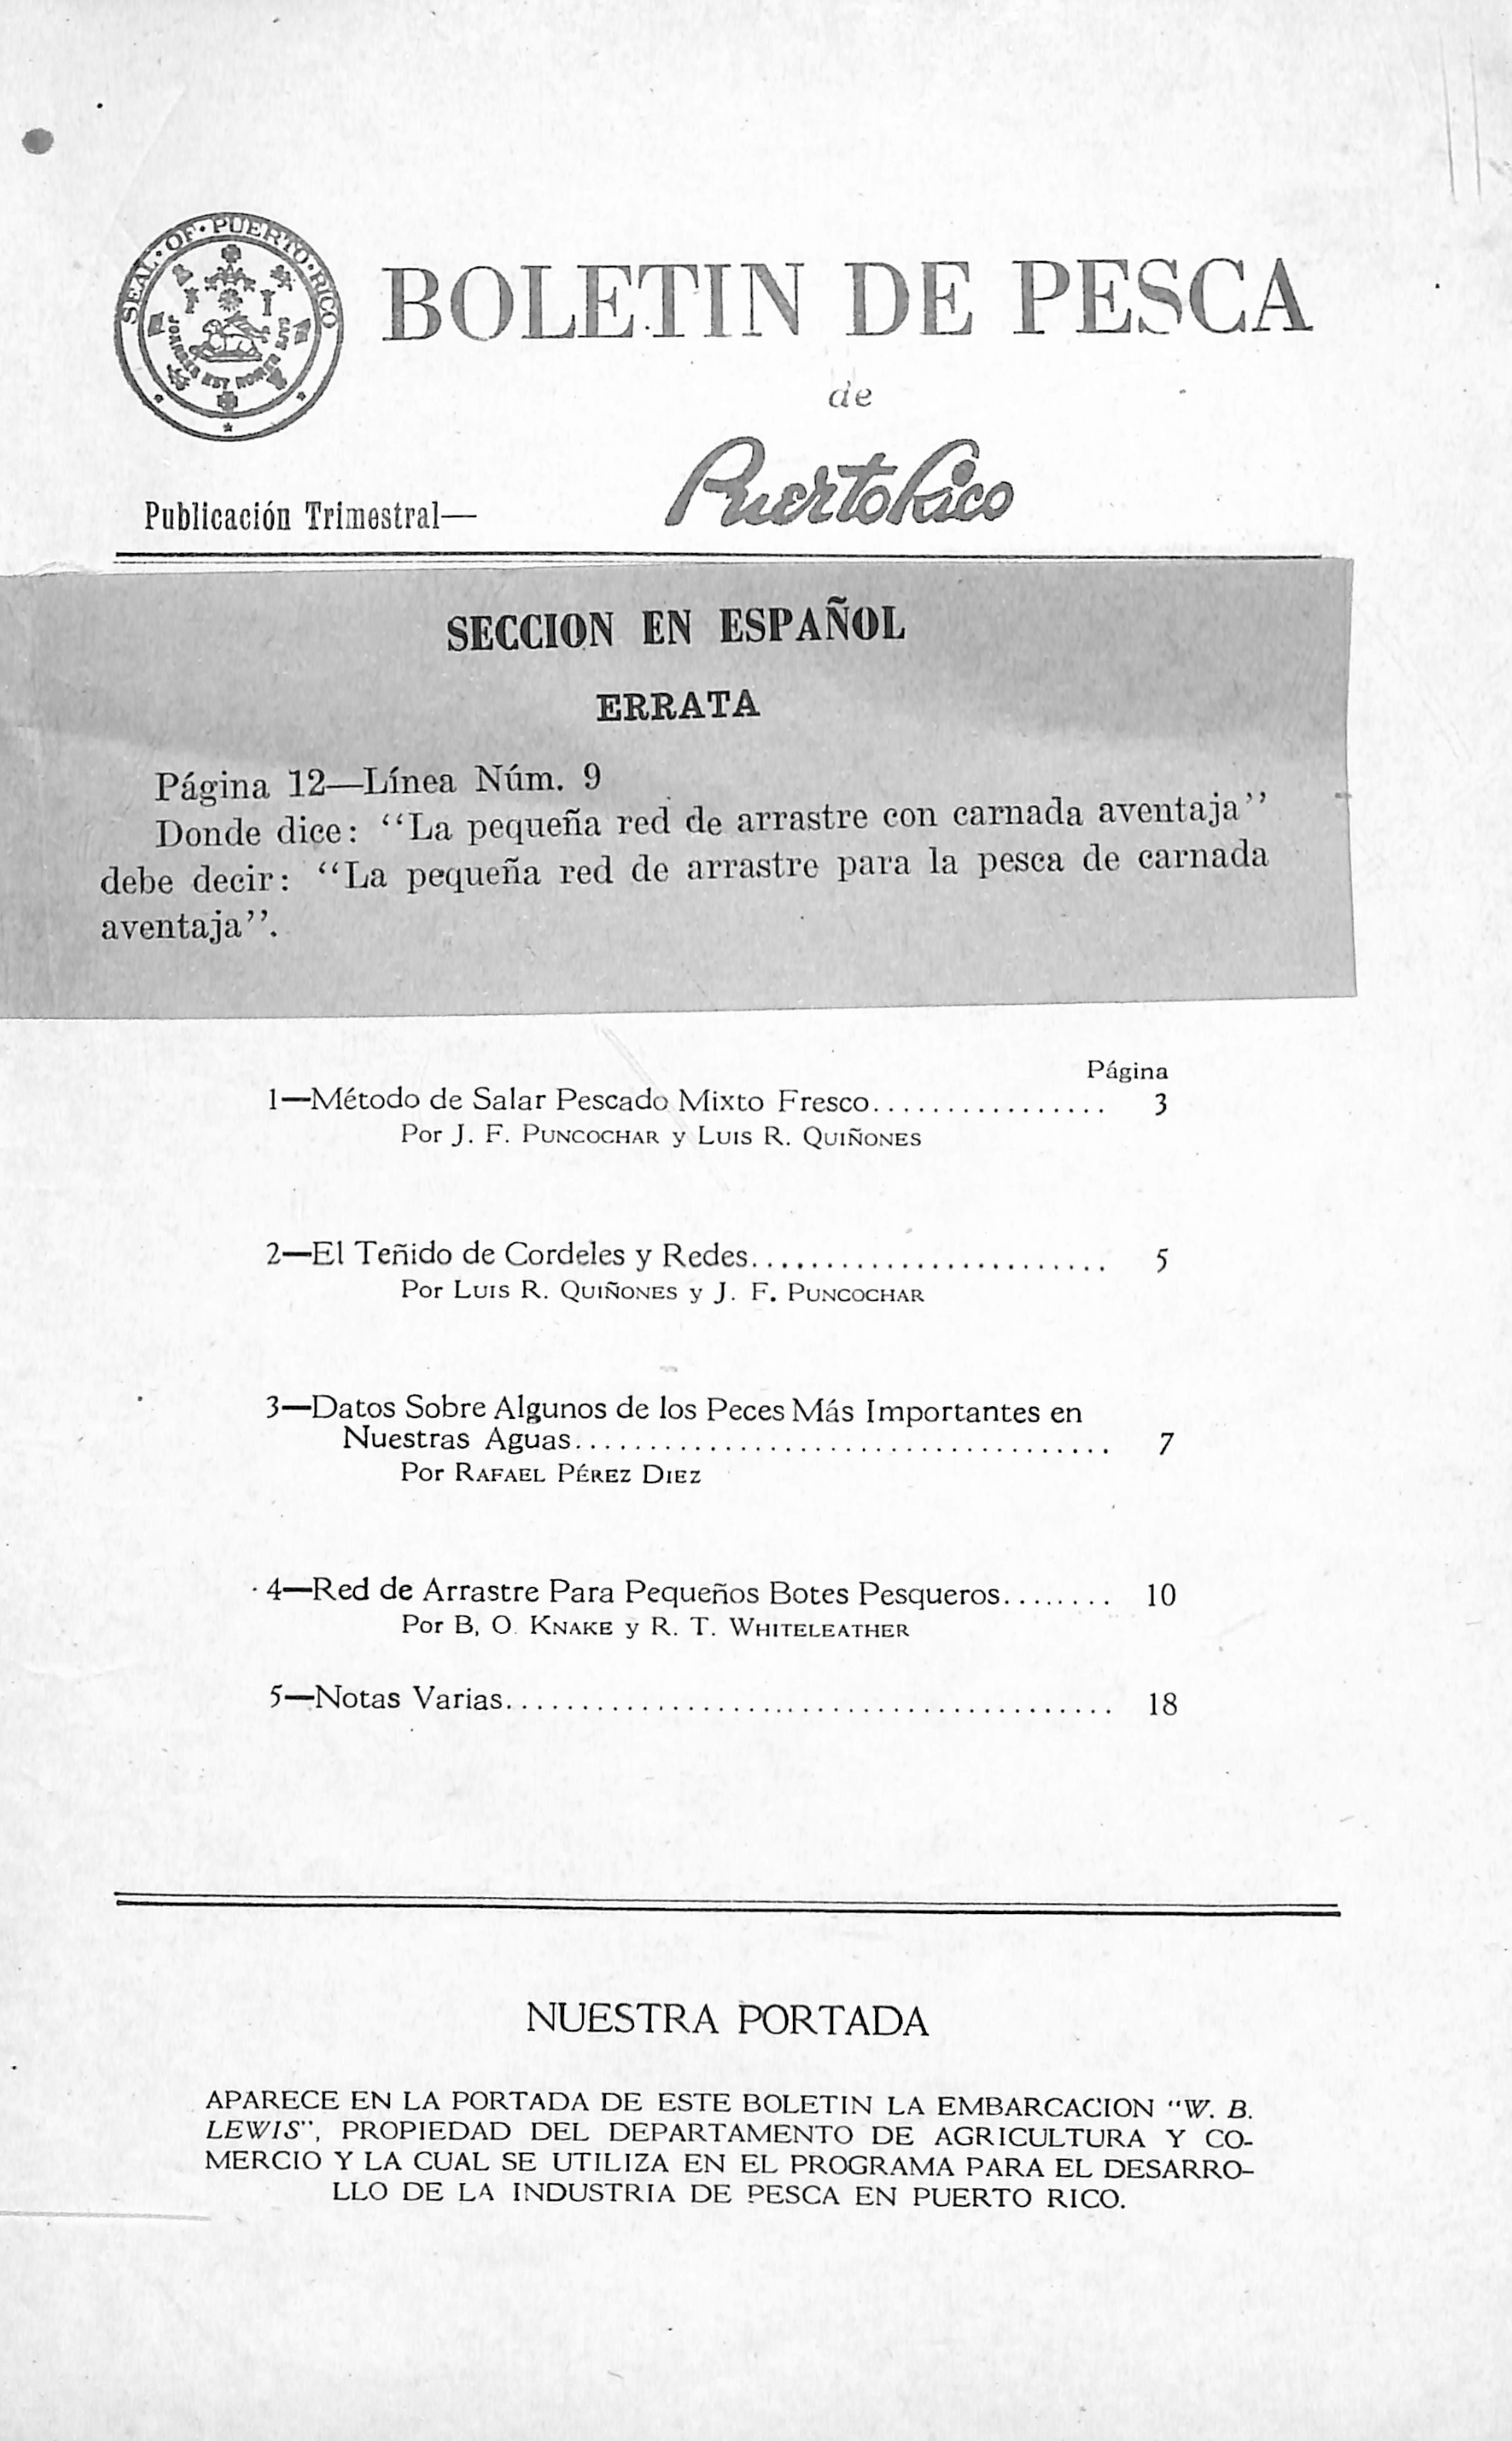 SEAL·OF·PUERTO·RICO
JOANNES EST NOMEN EJUS
BOLETIN DE PESCA
de
Puerto Rico
Publicación Trimestral—
SECCION EN ESPAÑOL
ERRATA
Página 12—Línea Núm. 9
Donde dice: “La pequeña red de arrastre con carnada aventaja”
debe decir: “La pequeña red de arrastre para la pesca de carnada
aventaja”.
Página
1—Método de Salar Pescado Mixto Fresco................ 3
Por J. F. PUNCOCHAR y LUIS R. QUIÑONES
2—El Teñido de Cordeles y Redes........................ 5
Por LUIS R. QUIÑONES y J. F. PUNCOCHAR
3—Datos Sobre Algunos de los Peces Más Importantes en
Nuestras Aguas.................................... 7
Por RAFAEL PÉREZ DIEZ
4—Red de Arrastre Para Pequeños Botes Pesqueros........ 10
Por B, O. KNAKE y R. T. WHITELEATHER
5—Notas Varias......................................... 18
NUESTRA PORTADA
APARECE EN LA PORTADA DE ESTE BOLETIN LA EMBARCACION "W. B.
LEWIS", PROPIEDAD DEL DEPARTAMENTO DE AGRICULTURA Y CO-
MERCIO Y LA CUAL SE UTILIZA EN EL PROGRAMA PARA EL DESARRO-
LLO DE LA INDUSTRIA DE PESCA EN PUERTO RICO.